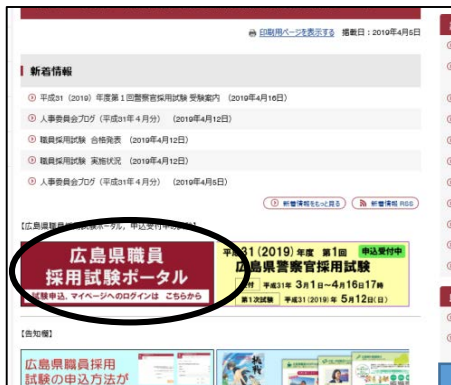 印刷用ページを表示する 掲載日：2019年4月5日
新着情報
平成31（2019）年度第1回警察官採用試験 受験案内 （2019年4月16日）
人事委員会ブログ（平成31年4月分） （2019年4月12日）
職員採用試験 合格発表 （2019年4月12日）
職員採用試験 実施状況 （2019年4月12日）
人事委員会ブログ（平成31年4月分） （2019年4月5日）
新着情報をもっと見る 新着情報 RSS
広島県職員
採用試験ポータル
試験申込、マイページへのログインは こちらから
平成31(2019)年度 第1回 申込受付中
広島県警察官採用試験
平成31年 3月1日～4月16日17時
第1次試験 平成31(2019)年 5月12日(日)
【告知欄】
広島県職員採用
試験の申込方法が
挑戦